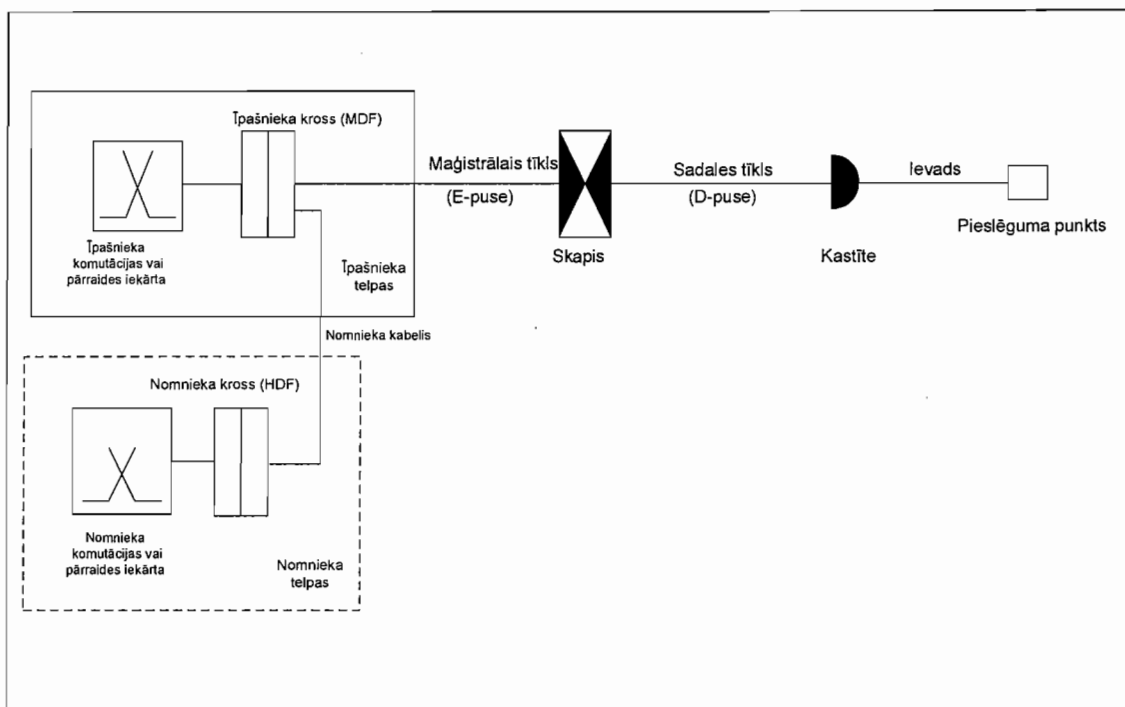 Īpašnieka kross (MDF)
Īpašnieka
komutācijas vai
pārraides iekārta
Īpašnieka
telpas
Maģistrālais tīkls
(E-puse)
Skapis
Sadales tīkls
(D-puse)
Kastīte
Ievads
Pieslēguma punkts
Nomnieka kabelis
Nomnieka kross (HDF)
Nomnieka
komutācijas vai
pārraides iekārta
Nomnieka
telpas